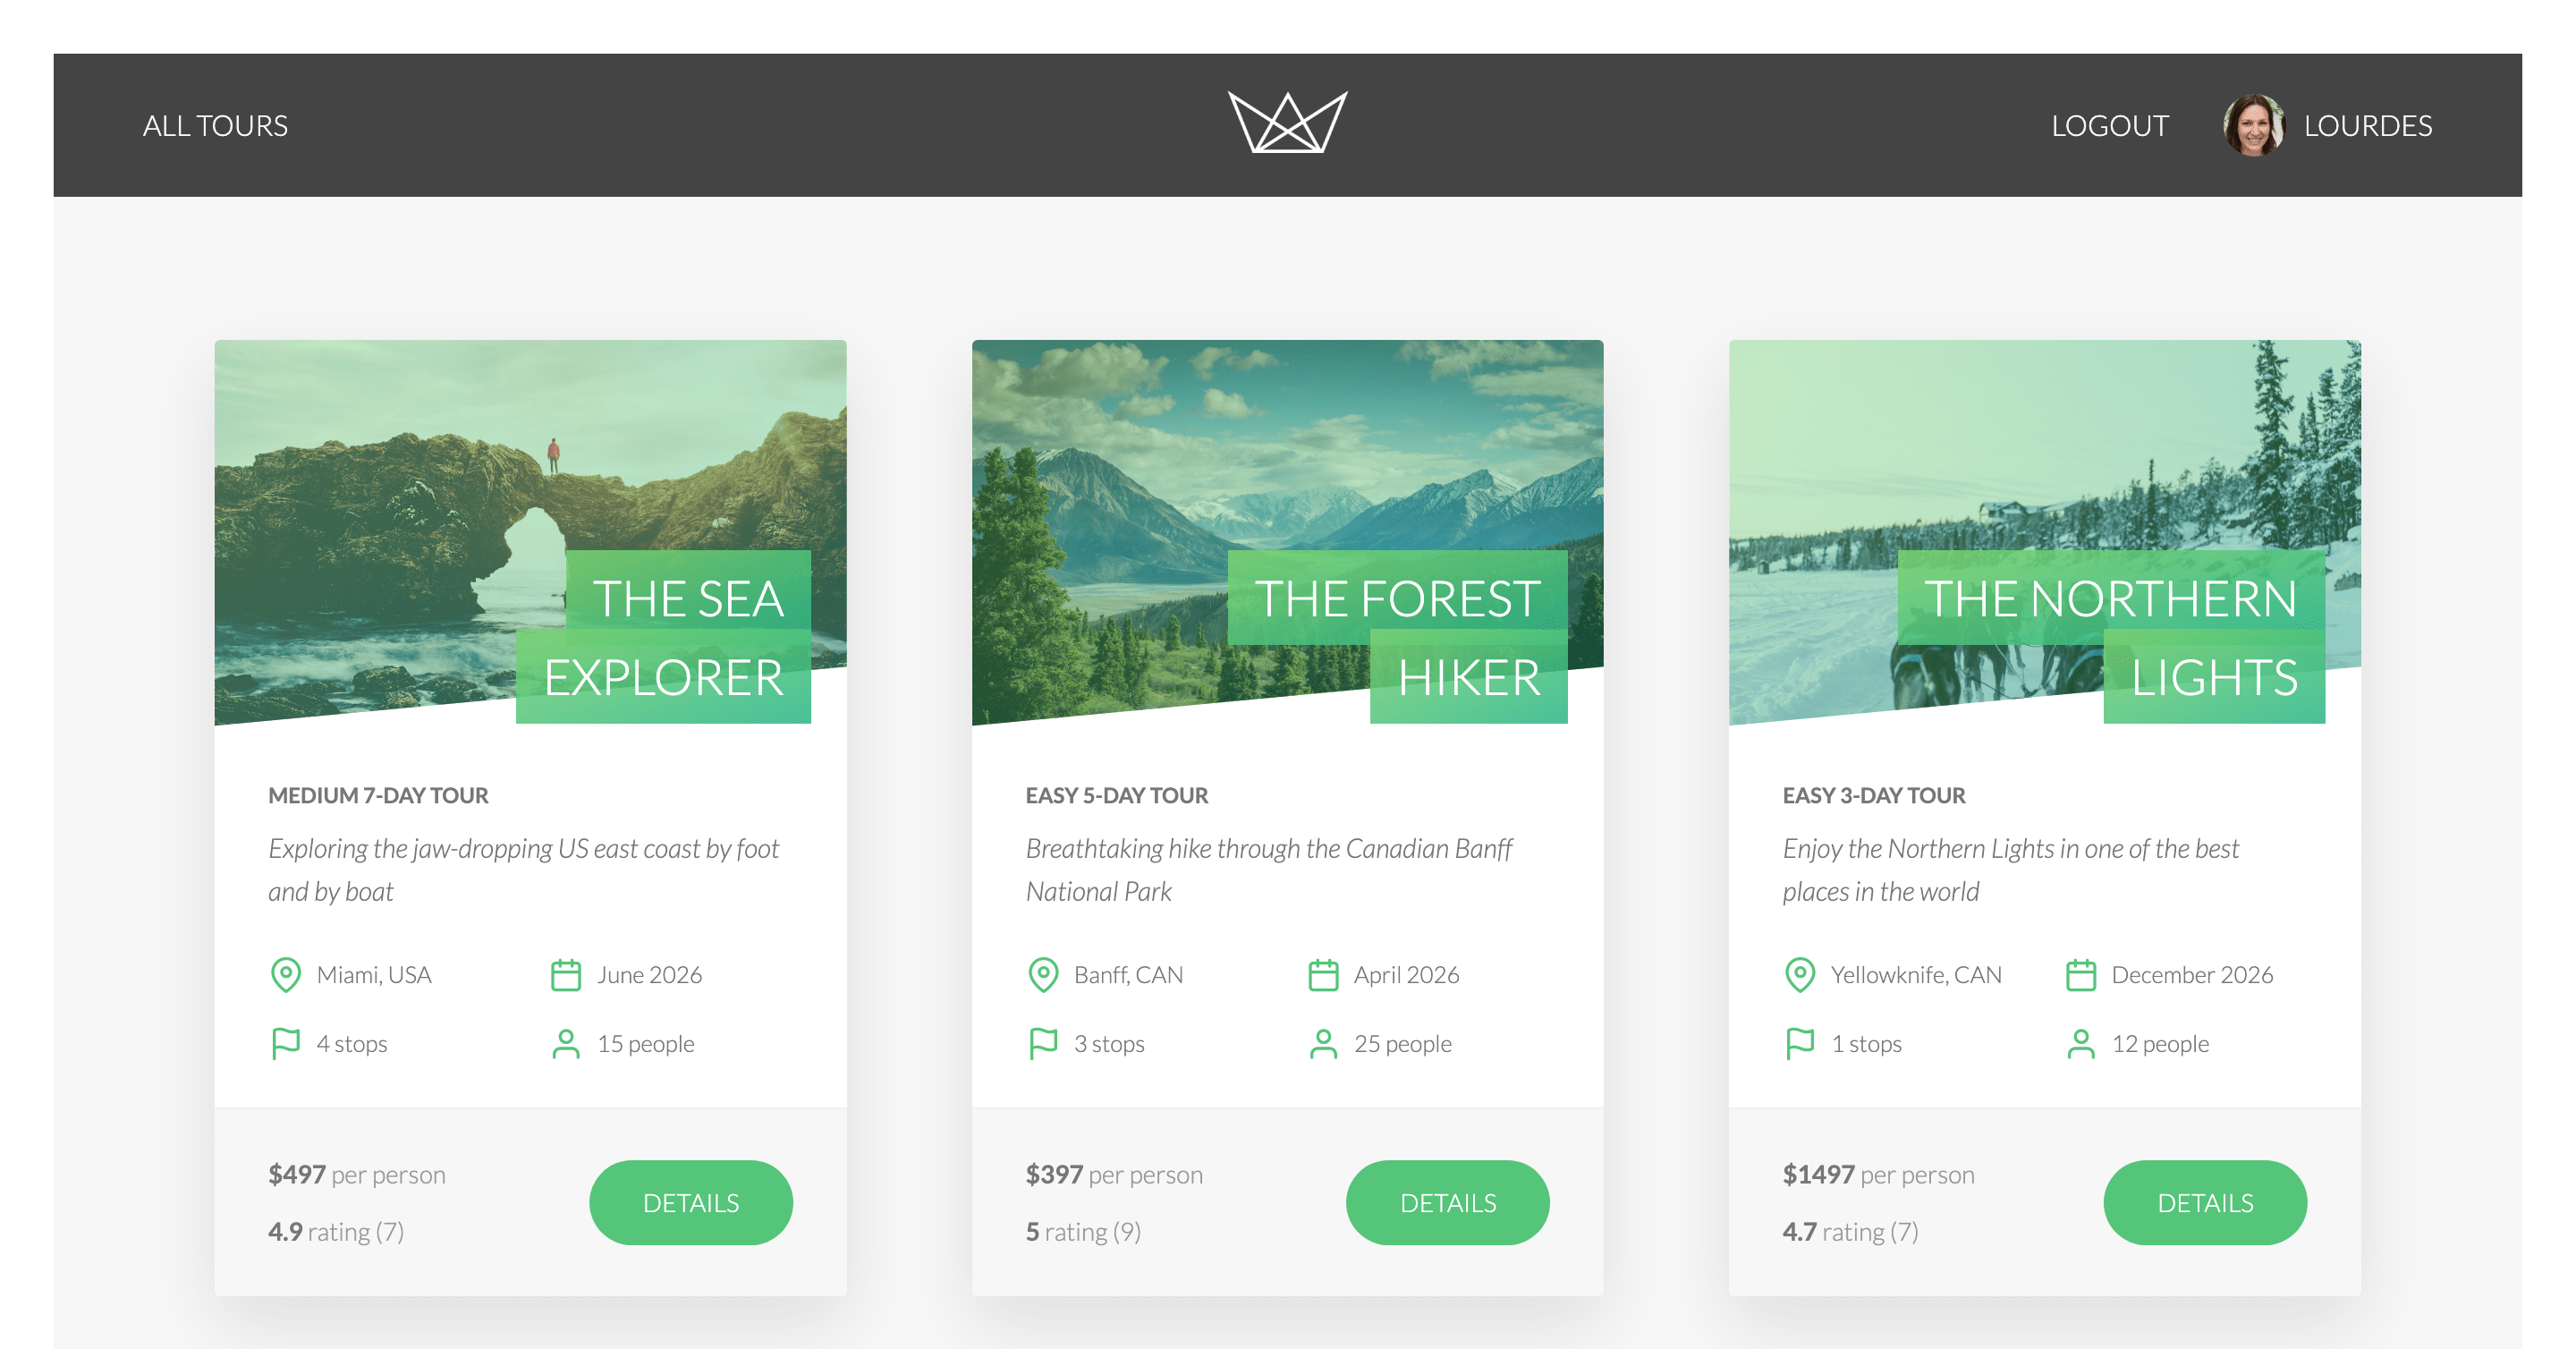 ALL TOURS
LOGOUT
LOURDES
THE SEA
EXPLORER
MEDIUM 7-DAY TOUR
Exploring the jaw-dropping US east coast by foot
and by boat
Miami, USA
June 2026
4 stops
15 people
$497 per person
4.9 rating (7)
DETAILS
THE FOREST
HIKER
EASY 5-DAY TOUR
Breathtaking hike through the Canadian Banff
National Park
Banff, CAN
April 2026
3 stops
25 people
$397 per person
5 rating (9)
DETAILS
THE NORTHERN
LIGHTS
EASY 3-DAY TOUR
Enjoy the Northern Lights in one of the best
places in the world
Yellowknife, CAN
December 2026
1 stops
12 people
$1497 per person
4.7 rating (7)
DETAILS